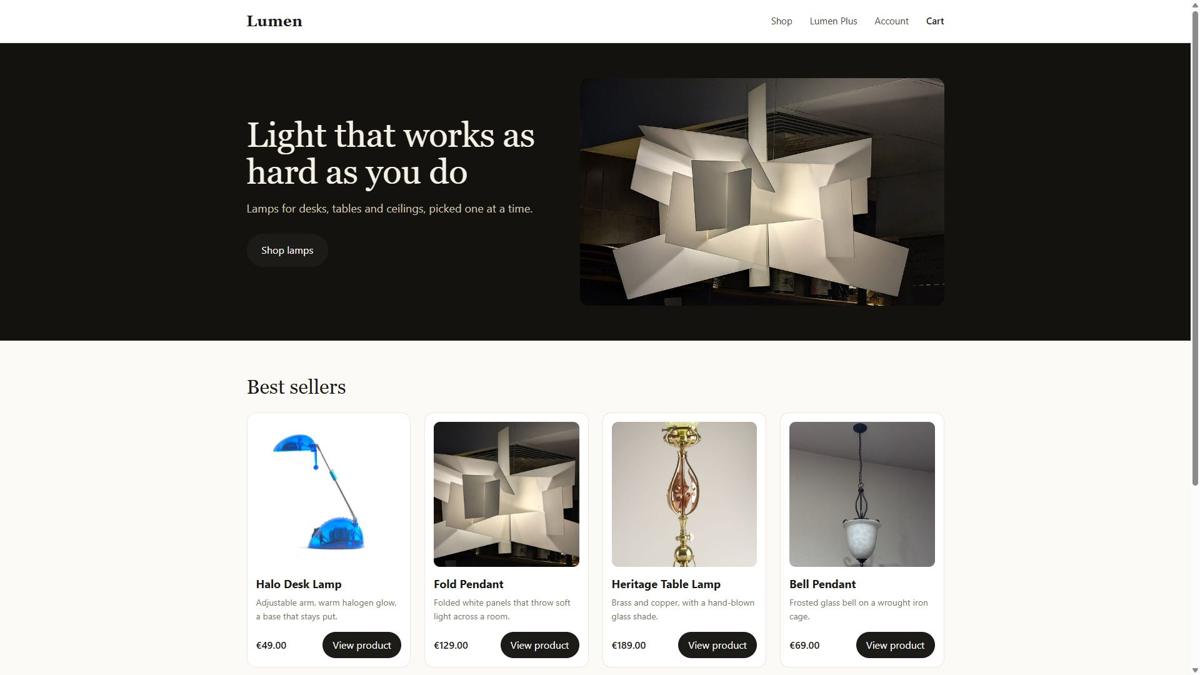 Lumen
Shop
Lumen Plus
Account
Cart
Light that works as
hard as you do
Lamps for desks, tables and ceilings, picked one at a time.
Shop lamps
Best sellers
Halo Desk Lamp
Adjustable arm, warm halogen glow,
a base that stays put.
€49.00
View product
Fold Pendant
Folded white panels that throw soft
light across a room.
€129.00
View product
Heritage Table Lamp
Brass and copper, with a hand-blown
glass shade.
€189.00
View product
Bell Pendant
Frosted glass bell on a wrought iron
cage.
€69.00
View product